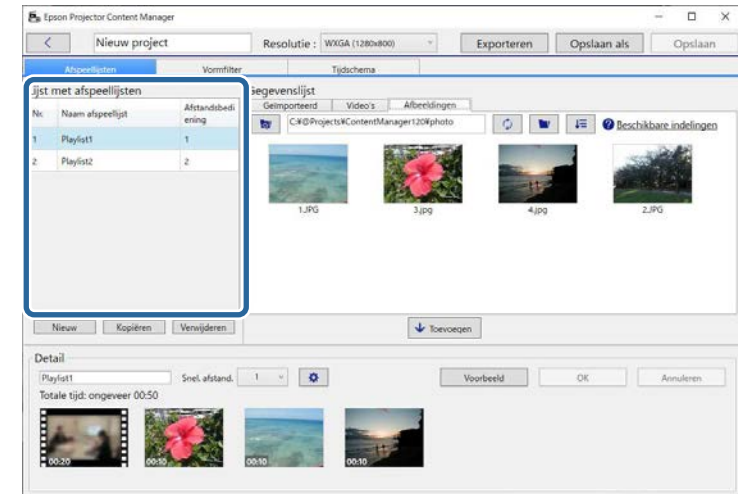 Epson Projector Content Manager
Nieuw project Resolutie : WXGA (1280x800) Exporteren Opslaan als Opslaan
Afspeellijsten Vormfilter Tijdschema
Lijst met afspeellijsten
Nr. Naam afspeellijst Afstandsbedi
ening
1 Playlist1 1
2 Playlist2 2
Gegevenslijst
Geïmporteerd Video's Afbeeldingen
C:¥@Projects¥ContentManager120¥photo Beschikbare indelingen
1.JPG 3.jpg 4.jpg 2.JPG
Nieuw Kopiëren Verwijderen Toevoegen
Detail
Playlist1 Snel. afstand. 1 Voorbeeld OK Annuleren
Totale tijd: ongeveer 00:50
00:20 00:10 00:10 00:10